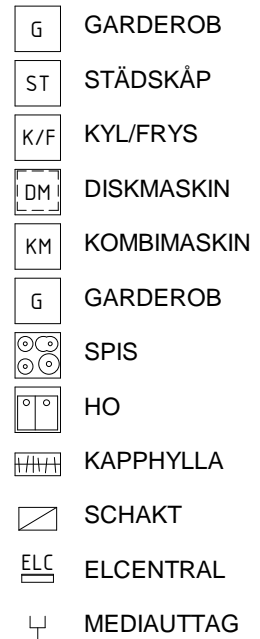 G GARDEROB
ST STÄDSKÅP
K/F KYL/FRYS
DM DISKMASKIN
KM KOMBIMASKIN
G GARDEROB
SPIS
HO
KAPPHYLLA
SCHAKT
ELC ELCENTRAL
MEDIAUTTAG